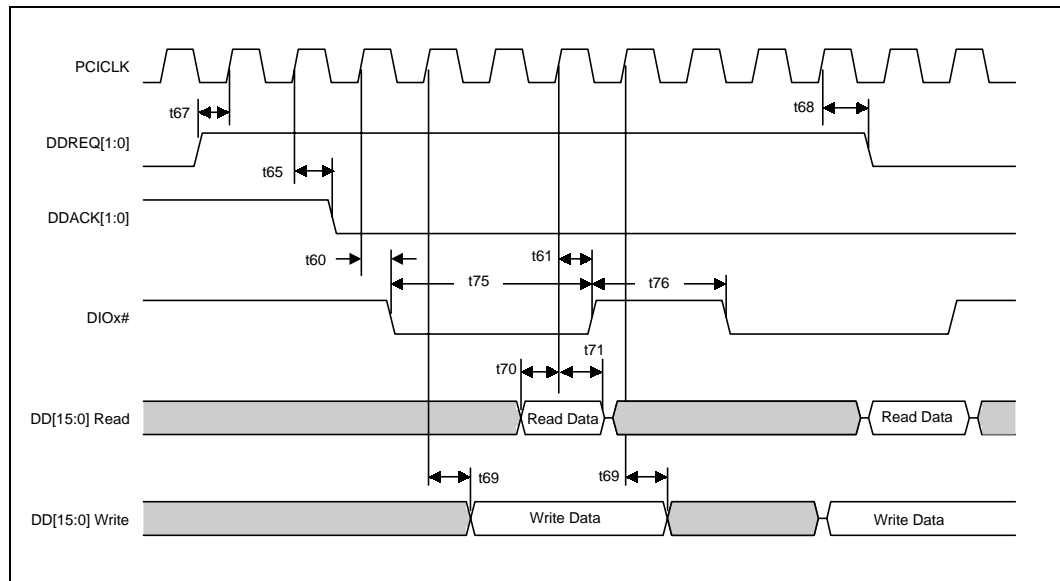 PCICLK
t67
t68
DDREQ[1:0]
t65
DDACK[1:0]
t60
t61
t75
t76
DIOx#
t70
t71
DD[15:0] Read
Read Data
Read Data
t69
t69
DD[15:0] Write
Write Data
Write Data